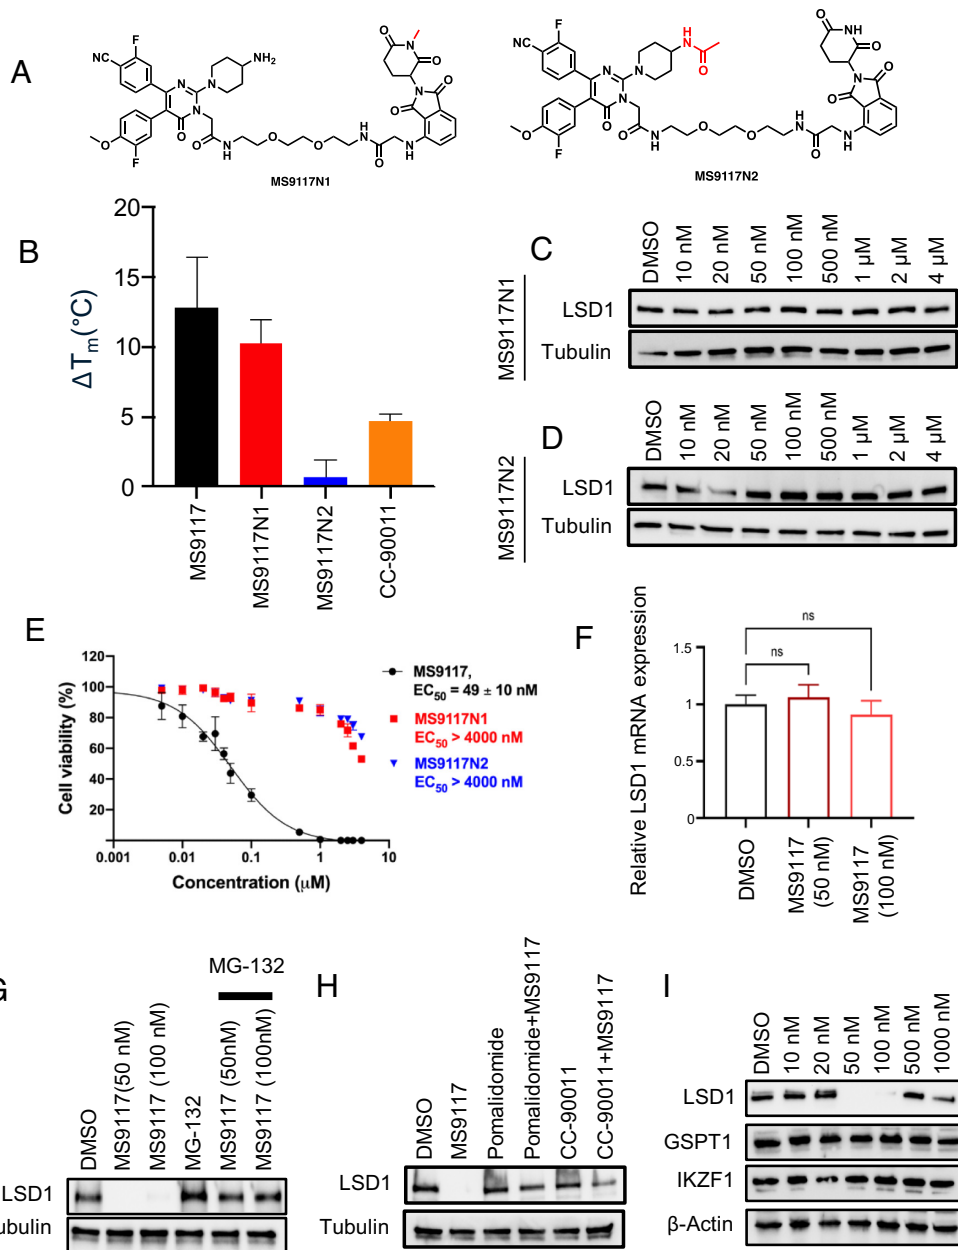 A
F
NC
NH₂
N
N
N
O
O
N
O
O
N
O
O
O
F
O
N
H
O
O
H
N
O
N
H
MS9117N1
F
NC
H
N
O
N
N
N
O
O
NH
O
O
N
O
O
O
F
O
N
H
O
O
H
N
O
N
H
MS9117N2
B
ΔTm(°C)
20
15
10
5
0
MS9117
MS9117N1
MS9117N2
CC-90011
C
MS9117N1
DMSO
10 nM
20 nM
50 nM
100 nM
500 nM
1 µM
2 µM
4 µM
LSD1
Tubulin
D
MS9117N2
DMSO
10 nM
20 nM
50 nM
100 nM
500 nM
1 µM
2 µM
4 µM
LSD1
Tubulin
E
Cell viability (%)
120
100
80
60
40
20
0.001
0.01
0.1
1
10
Concentration (µM)
MS9117,
EC₅₀ = 49 ± 10 nM
MS9117N1
EC₅₀ > 4000 nM
MS9117N2
EC₅₀ > 4000 nM
F
Relative LSD1 mRNA expression
1.5
1
0.5
0
ns
ns
DMSO
MS9117
(50 nM)
MS9117
(100 nM)
G
MG-132
DMSO
MS9117(50 nM)
MS9117 (100 nM)
MG-132
MS9117 (50nM)
MS9117 (100nM)
LSD1
ubulin
H
DMSO
MS9117
Pomalidomide
Pomalidomide+MS9117
CC-90011
CC-90011+MS9117
LSD1
Tubulin
I
DMSO
10 nM
20 nM
50 nM
100 nM
500 nM
1000 nM
LSD1
GSPT1
IKZF1
β-Actin